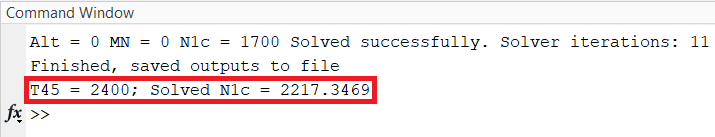 Command Window
Alt = 0 MN = 0 N1c = 1700 Solved successfully. Solver iterations: 11
Finished, saved outputs to file
T45 = 2400; Solved N1c = 2217.3469
fx >>